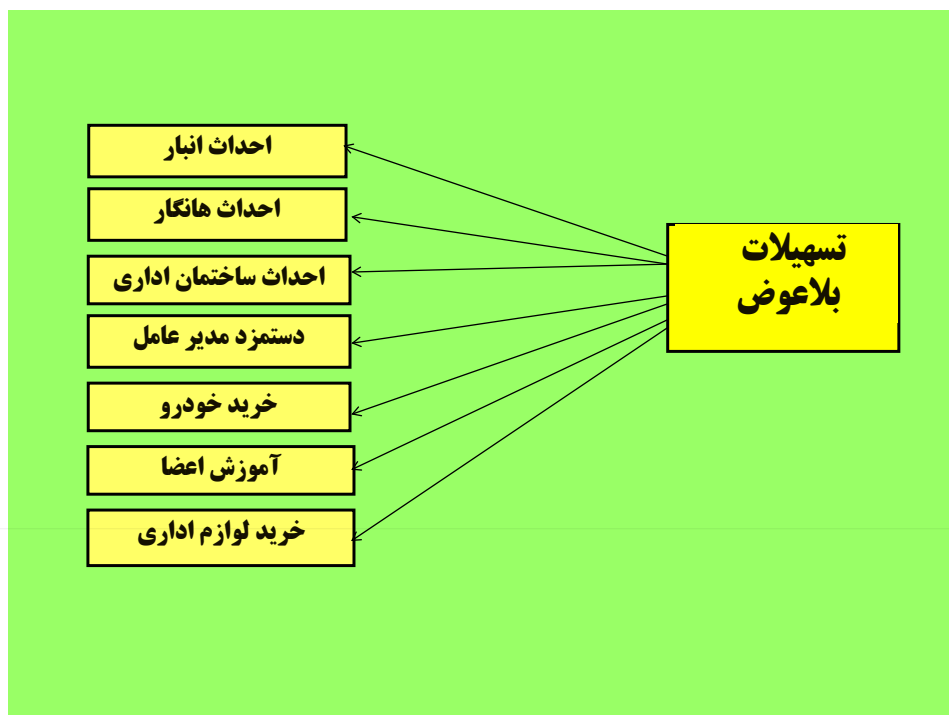 تسهیلات
بلاعوض
احداث انبار
احداث هانگار
احداث ساختمان اداری
دستمزد مدیر عامل
خرید خودرو
آموزش اعضا
خرید لوازم اداری